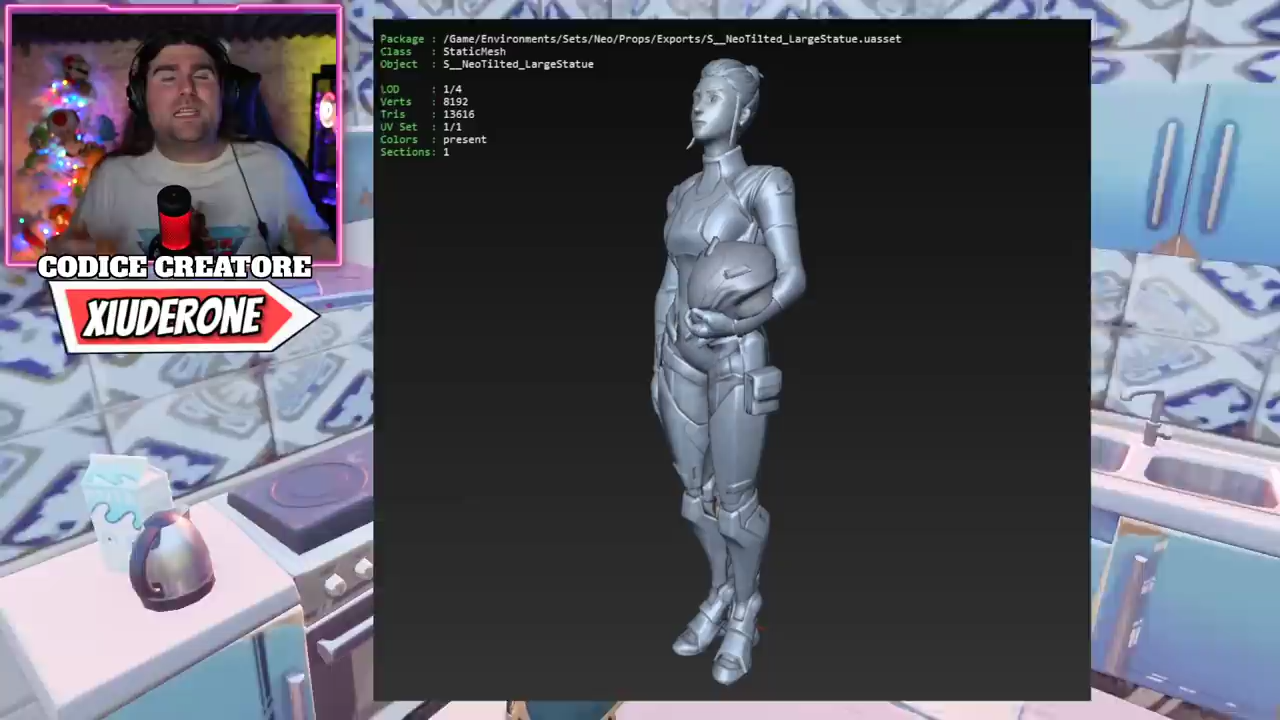 Package : /Game/Environments/Sets/Neo/Props/Exports/S__NeoTilted_LargeStatue.uasset
Class : StaticMesh
Object : S__NeoTilted_LargeStatue
LOD : 1/4
Verts : 8192
Tris : 13616
UV Set : 1/1
Colors : present
Sections: 1
CODICE CREATORE
XIUDERONE